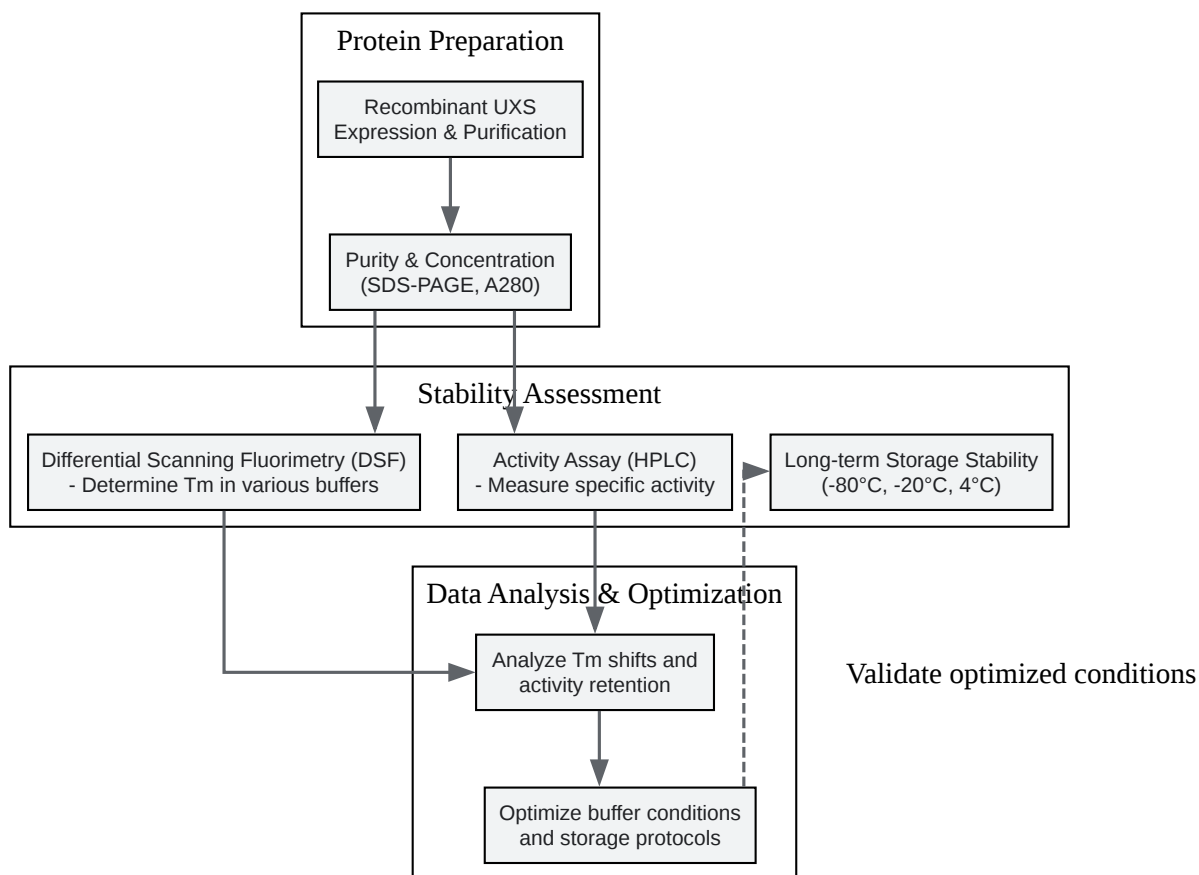 Protein Preparation
Recombinant UXS
Expression & Purification
Purity & Concentration
(SDS-PAGE, A280)
Stability Assessment
Differential Scanning Fluorimetry (DSF)
- Determine Tm in various buffers
Activity Assay (HPLC)
- Measure specific activity
Long-term Storage Stability
(-80°C, -20°C, 4°C)
Data Analysis & Optimization
Analyze Tm shifts and
activity retention
Validate optimized conditions
Optimize buffer conditions
and storage protocols